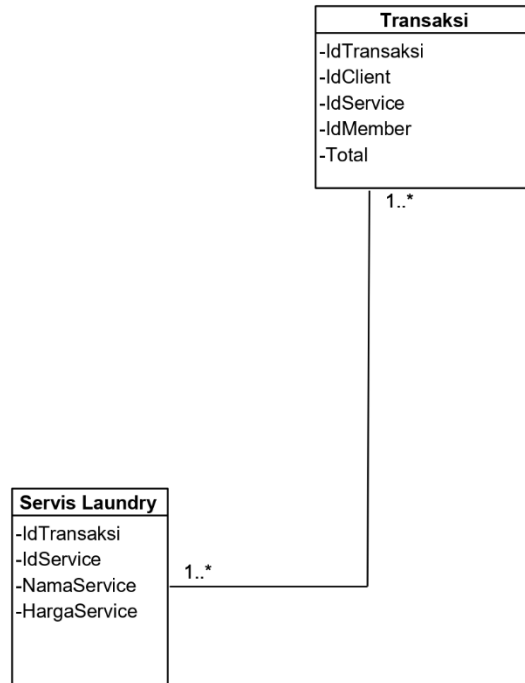 Transaksi
-IdTransaksi
-IdClient
-IdService
-IdMember
-Total
1..*
Servis Laundry
-IdTransaksi
-IdService
-NamaService
-HargaService
1..*